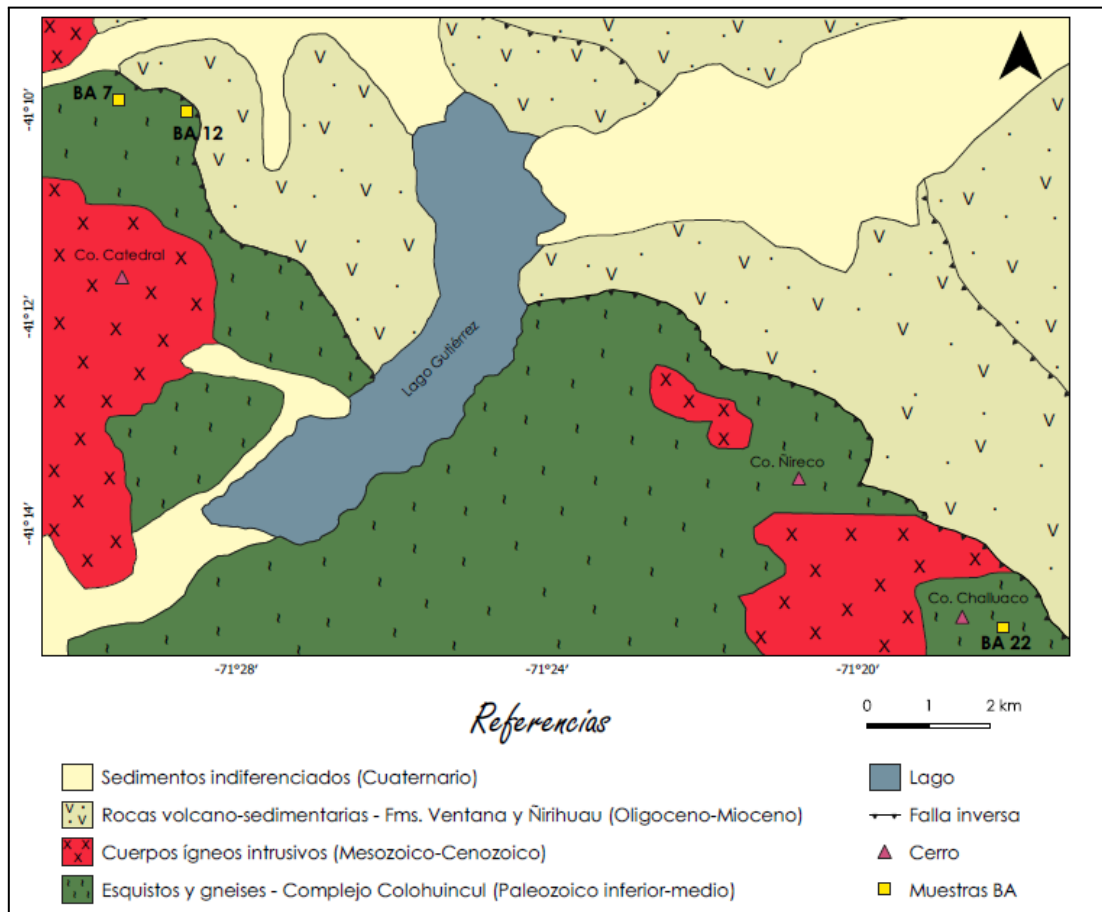 BA 7
BA 12
-41°10'
Co. Catedral
-41°12'
Lago Gutiérrez
Co. Ñireco
-41°14'
Co. Challuaco
BA 22
-71°28' -71°24' -71°20'
Referencias
0 1 2 km
Sedimentos indiferenciados (Cuaternario)
Lago
Rocas volcano-sedimentarias - Fms. Ventana y Ñirihuau (Oligoceno-Mioceno)
Falla inversa
Cuerpos ígneos intrusivos (Mesozoico-Cenozoico)
Cerro
Esquistos y gneises - Complejo Colohuincul (Paleozoico inferior-medio)
Muestras BA